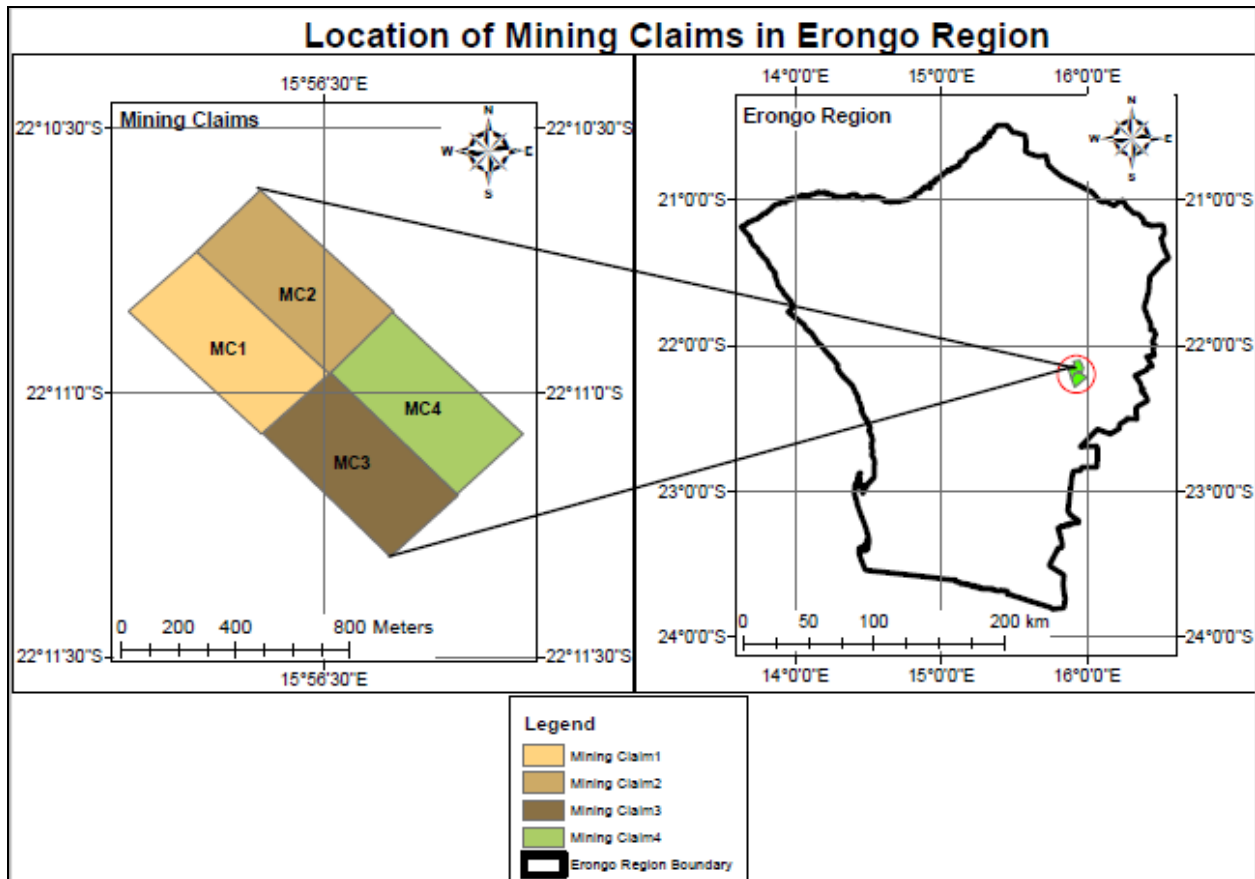 Location of Mining Claims in Erongo Region
15°56'30"E
22°10'30"S
Mining Claims
N
W
E
S
22°10'30"S
MC2
MC1
22°11'0"S
22°11'0"S
MC4
MC3
0 200 400 800 Meters
22°11'30"S
22°11'30"S
15°56'30"E
14°0'0"E 15°0'0"E 16°0'0"E
Erongo Region
N
W
E
S
21°0'0"S
21°0'0"S
22°0'0"S
22°0'0"S
23°0'0"S
23°0'0"S
0 50 100 200 km
24°0'0"S
24°0'0"S
14°0'0"E 15°0'0"E 16°0'0"E
Legend
Mining Claim1
Mining Claim2
Mining Claim3
Mining Claim4
Erongo Region Boundary